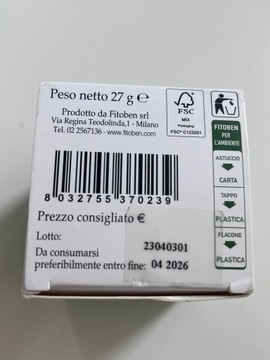 Peso netto 27 g ℮
Prodotto da Fitoben srl
Via Regina Teodolinda,1 - Milano
Tel. 02 2567136 - www.fitoben.com
FSC
MIX
Packaging
FSC® C123201
FITOBEN
PER
L'AMBIENTE
ASTUCCIO
CARTA
TAPPO
PLASTICA
FLACONE
PLASTICA
8 032755 370239
Prezzo consigliato €
Lotto: 23040301
Da consumarsi
preferibilmente entro fine: 04 2026